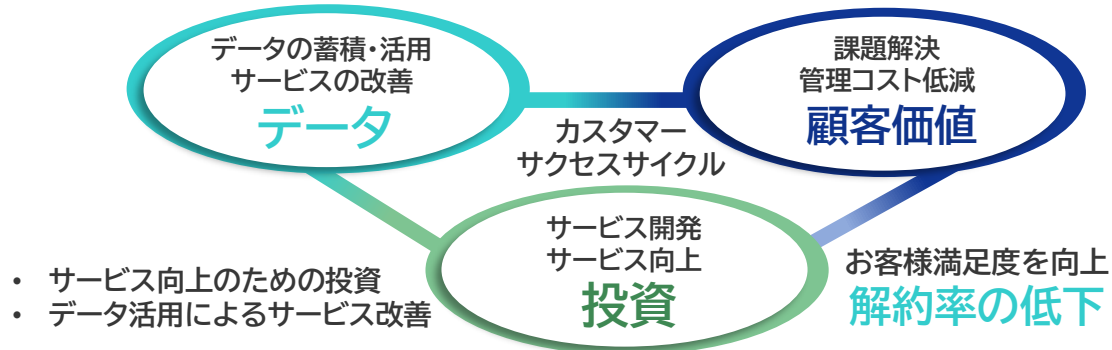 データの蓄積・活用
サービスの改善
データ
課題解決
管理コスト低減
顧客価値
カスタマー
サクセスサイクル
サービス開発
サービス向上
投資
• サービス向上のための投資
• データ活用によるサービス改善
お客様満足度を向上
解約率の低下